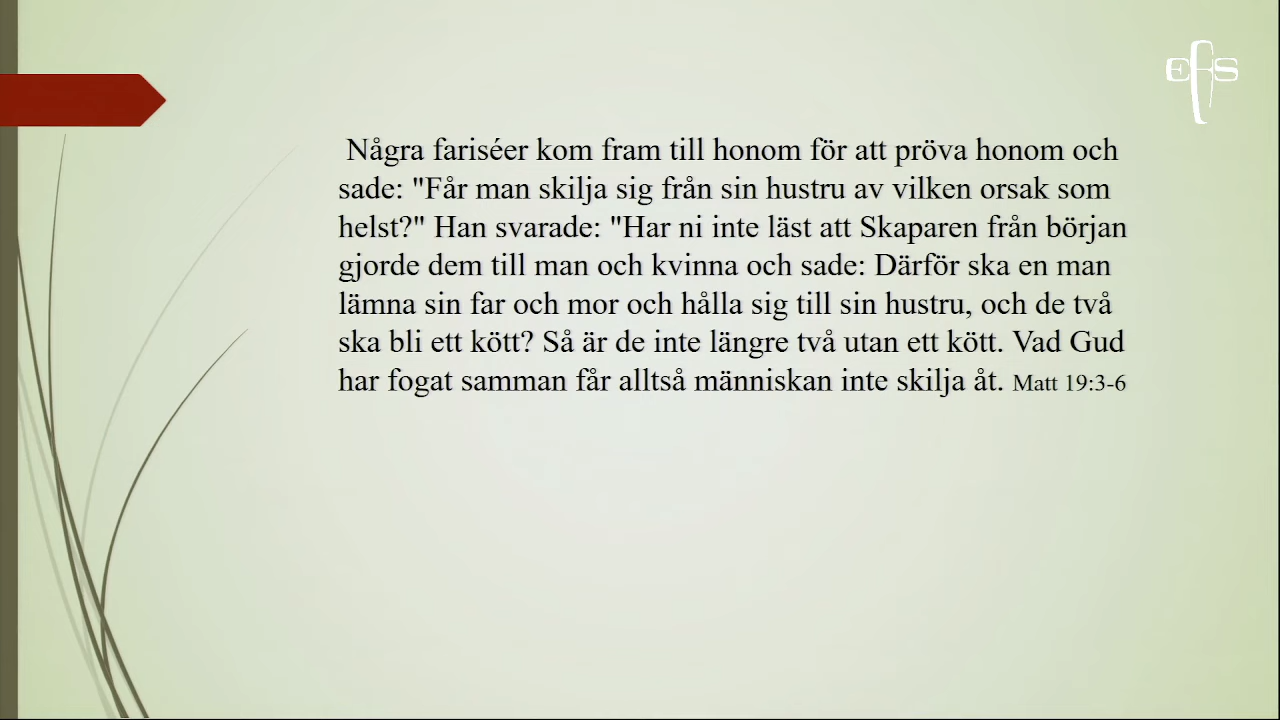 EFS
Några fariséer kom fram till honom för att pröva honom och
sade: "Får man skilja sig från sin hustru av vilken orsak som
helst?" Han svarade: "Har ni inte läst att Skaparen från början
gjorde dem till man och kvinna och sade: Därför ska en man
lämna sin far och mor och hålla sig till sin hustru, och de två
ska bli ett kött? Så är de inte längre två utan ett kött. Vad Gud
har fogat samman får alltså människan inte skilja åt. Matt 19:3-6